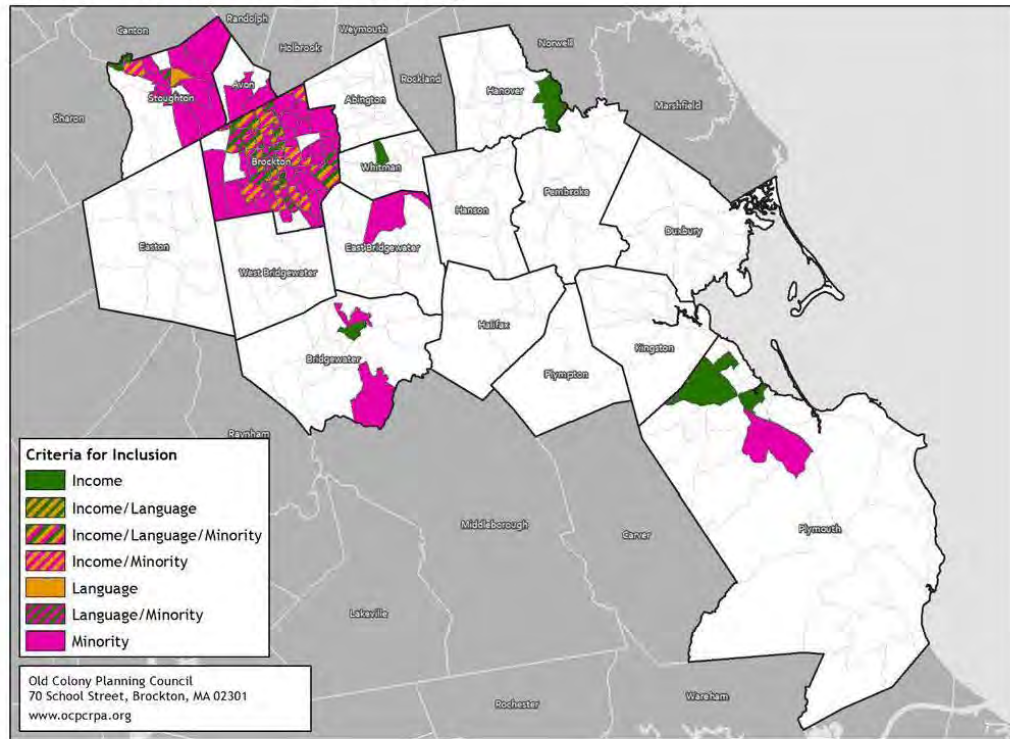 Canton
Randolph
Weymouth
Holbrook
Norwell
Rockland
Avon
Stoughton
Hanover
Abington
Marshfield
Sharon
Brockton
Whitman
Pembroke
Hanson
Duxbury
Easton
East Bridgewater
West Bridgewater
Halifax
Kingston
Bridgewater
Plympton
Raynham
Criteria for Inclusion
Income
Income/Language
Income/Language/Minority
Income/Minority
Language
Language/Minority
Minority
Middleborough
Carver
Plymouth
Lakeville
Old Colony Planning Council
70 School Street, Brockton, MA 02301
www.ocpcrpa.org
Rochester
Wareham